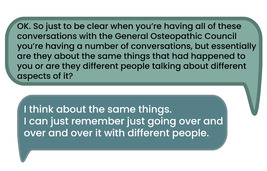 OK. So just to be clear when you're having all of these
conversations with the General Osteopathic Council
you're having a number of conversations, but essentially
are they about the same things that had happened to
you or are they different people talking about different
aspects of it?
I think about the same things.
I can just remember just going over and
over and over it with different people.